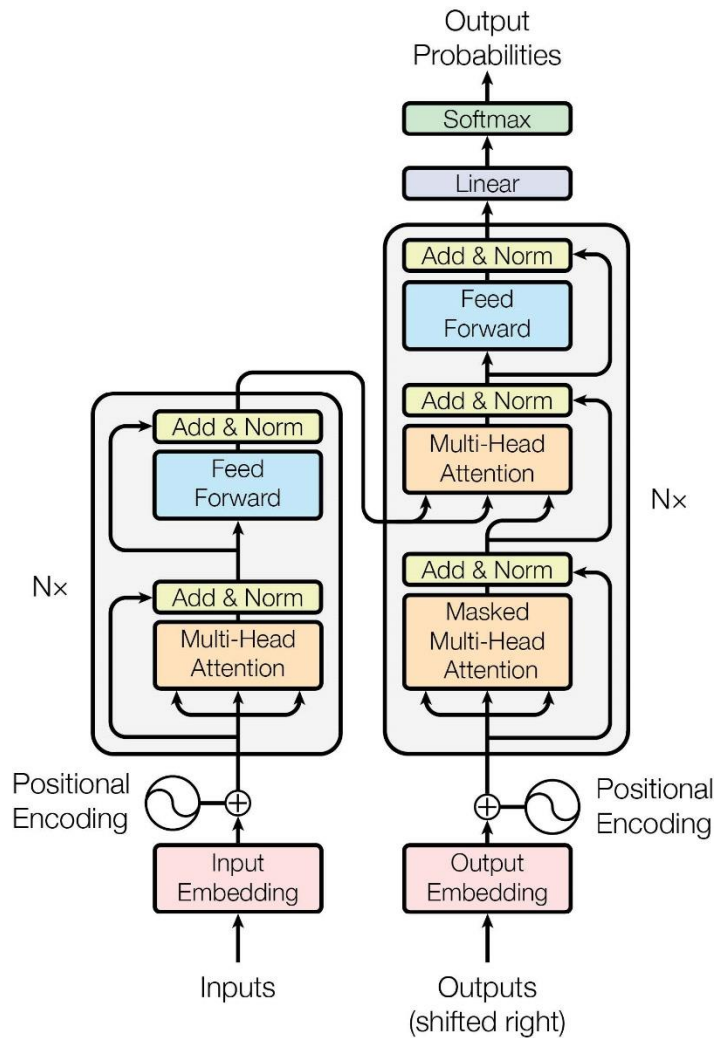 Output
Probabilities
Softmax
Linear
Add & Norm
Feed
Forward
Add & Norm
Multi-Head
Attention
Add & Norm
Masked
Multi-Head
Attention
N×
Add & Norm
Feed
Forward
Add & Norm
Multi-Head
Attention
N×
Positional
Encoding
Positional
Encoding
Input
Embedding
Output
Embedding
Inputs
Outputs
(shifted right)